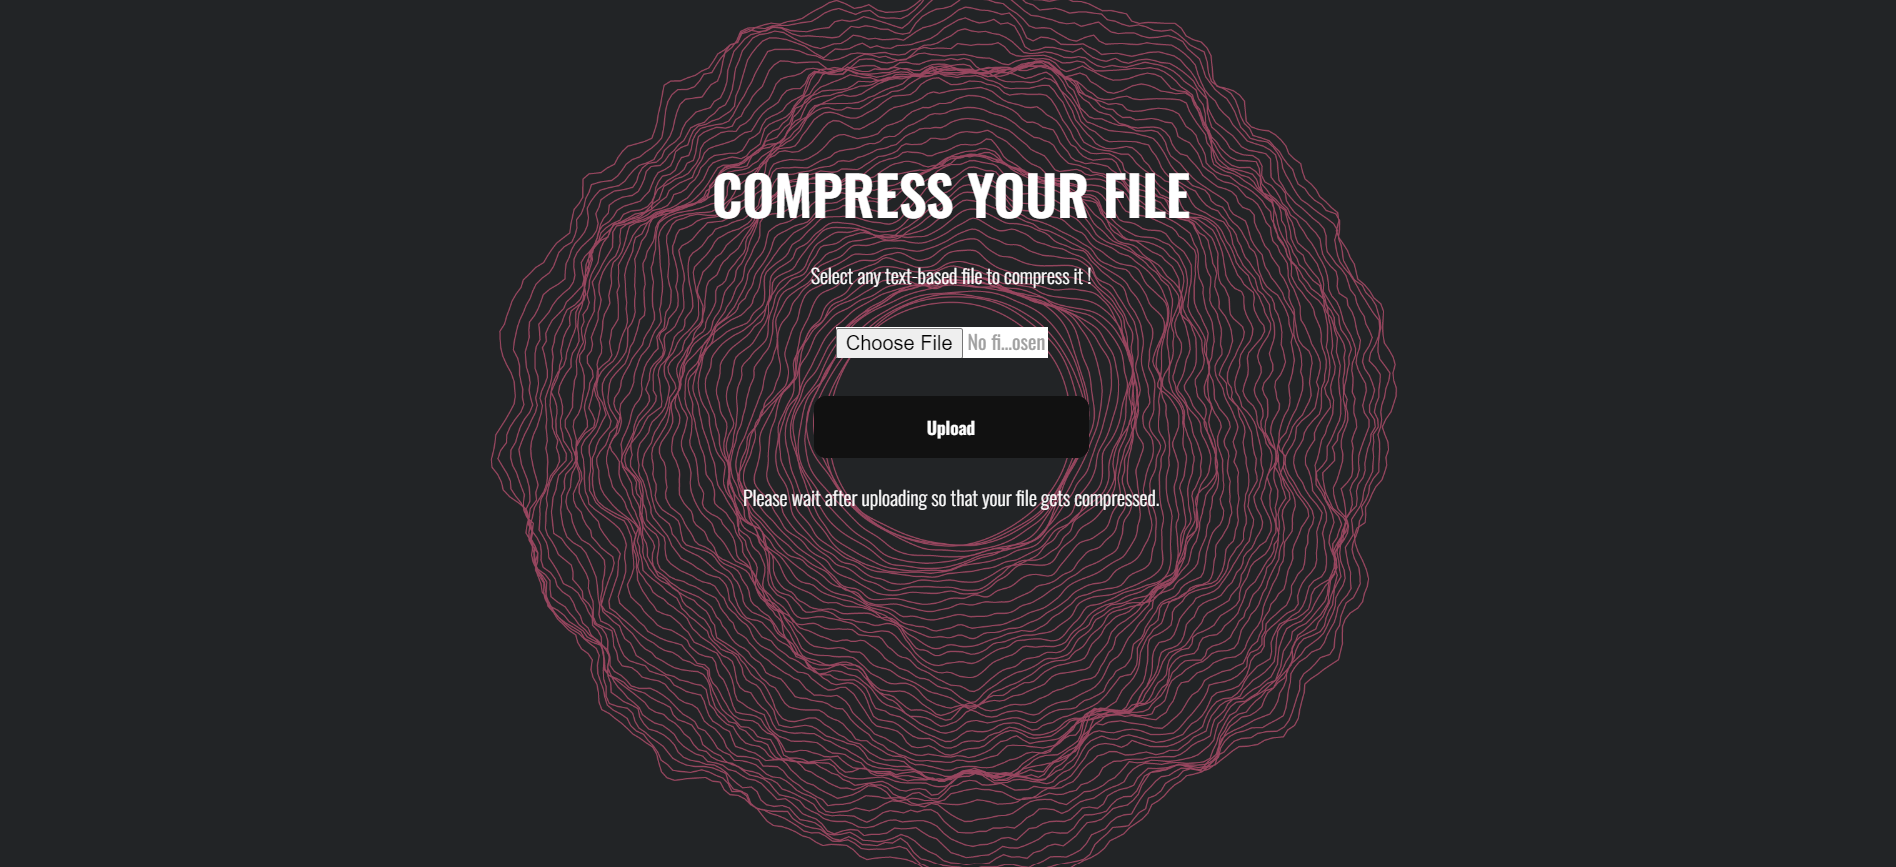 COMPRESS YOUR FILE
Select any text-based file to compress it !
Choose File No fi...osen
Upload
Please wait after uploading so that your file gets compressed.